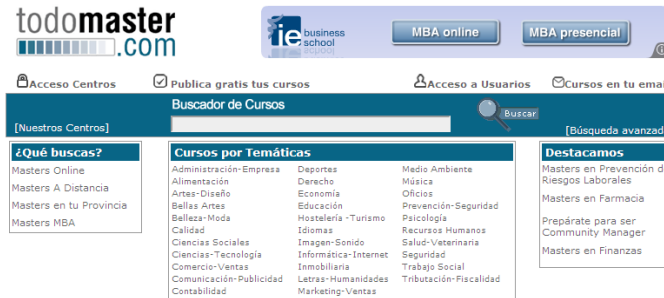 todomaster
.com
ie business
school
MBA online
MBA presencial
Acceso Centros
Publica gratis tus cursos
Acceso a Usuarios
Cursos en tu emai
Buscador de Cursos
Buscar
[Nuestros Centros]
[Búsqueda avanzad
¿Qué buscas?
Masters Online
Masters A Distancia
Masters en tu Provincia
Masters MBA
Cursos por Temáticas
Administración-Empresa
Alimentación
Artes-Diseño
Bellas Artes
Belleza-Moda
Calidad
Ciencias Sociales
Ciencias-Tecnología
Comercio-Ventas
Comunicación-Publicidad
Contabilidad
Deportes
Derecho
Economía
Educación
Hostelería -Turismo
Idiomas
Imagen-Sonido
Informática-Internet
Inmobiliaria
Letras-Humanidades
Marketing-Ventas
Medio Ambiente
Música
Oficios
Prevención-Seguridad
Psicología
Recursos Humanos
Salud-Veterinaria
Seguridad
Trabajo Social
Tributación-Fiscalidad
Destacamos
Masters en Prevención d
Riesgos Laborales
Masters en Farmacia
Prepárate para ser
Community Manager
Masters en Finanzas